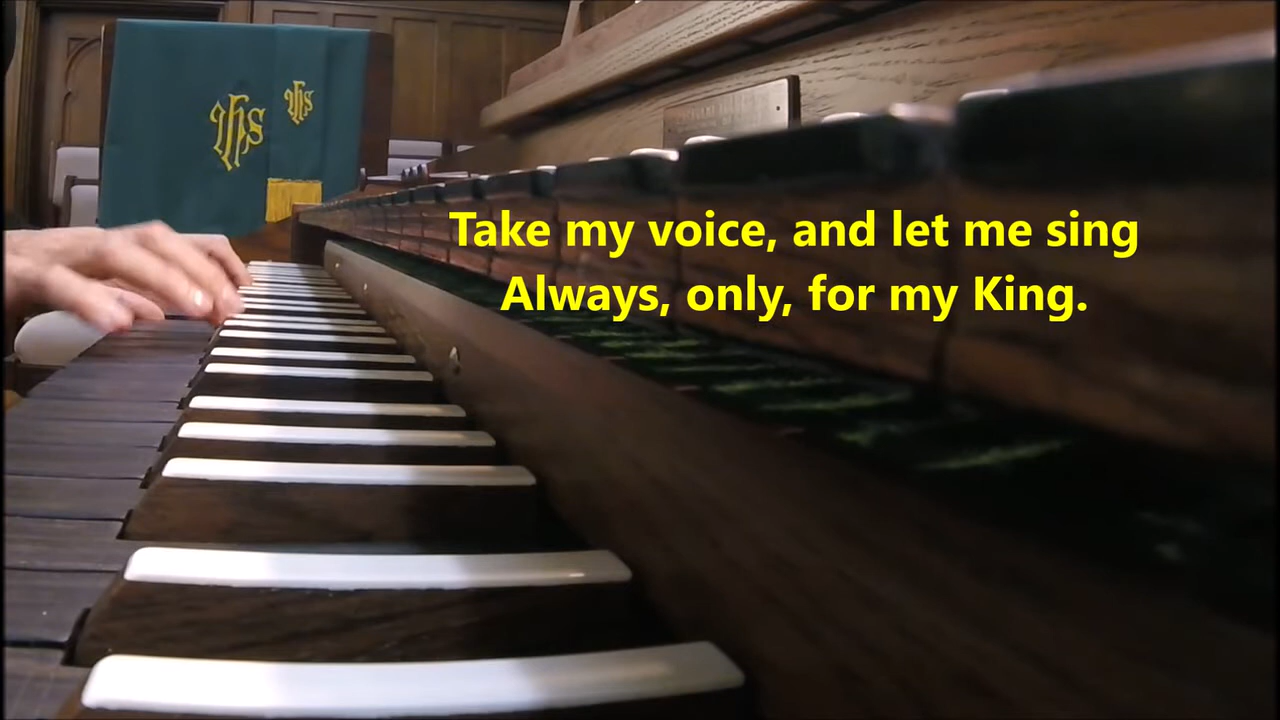 IHS IHS
Take my voice, and let me sing
Always, only, for my King.